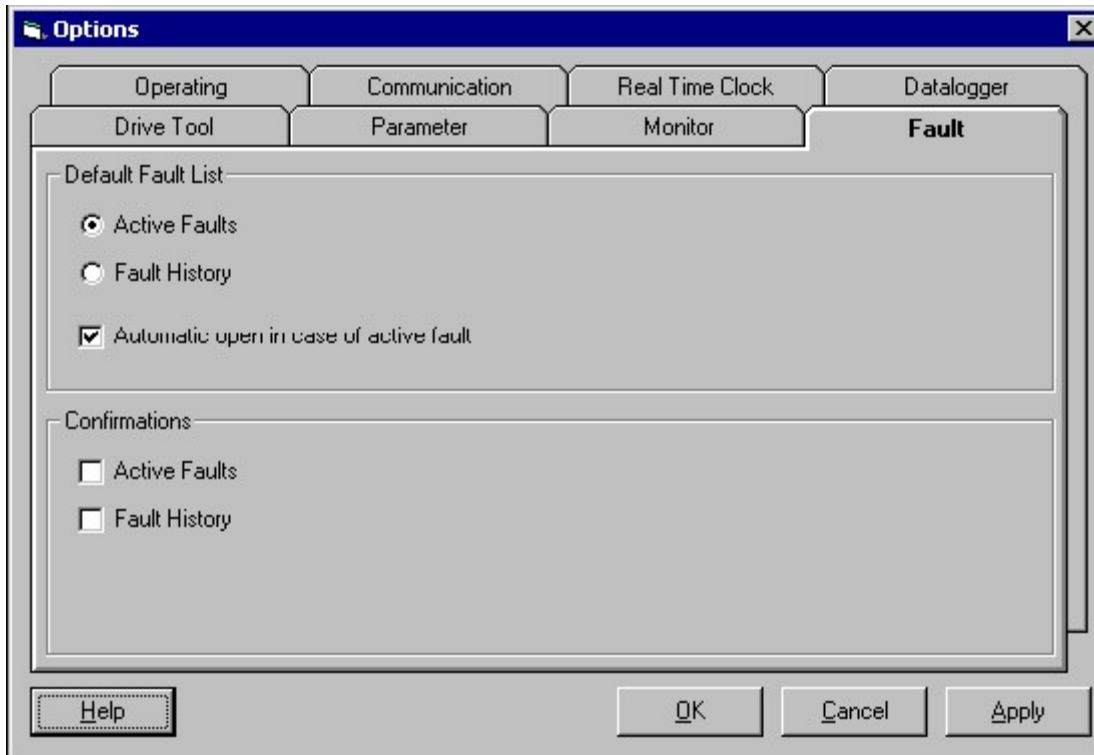 Options
Operating Communication Real Time Clock Datalogger
Drive Tool Parameter Monitor Fault
Default Fault List
Active Faults
Fault History
Automatic open in case of active fault
Confirmations
Active Faults
Fault History
Help OK Cancel Apply